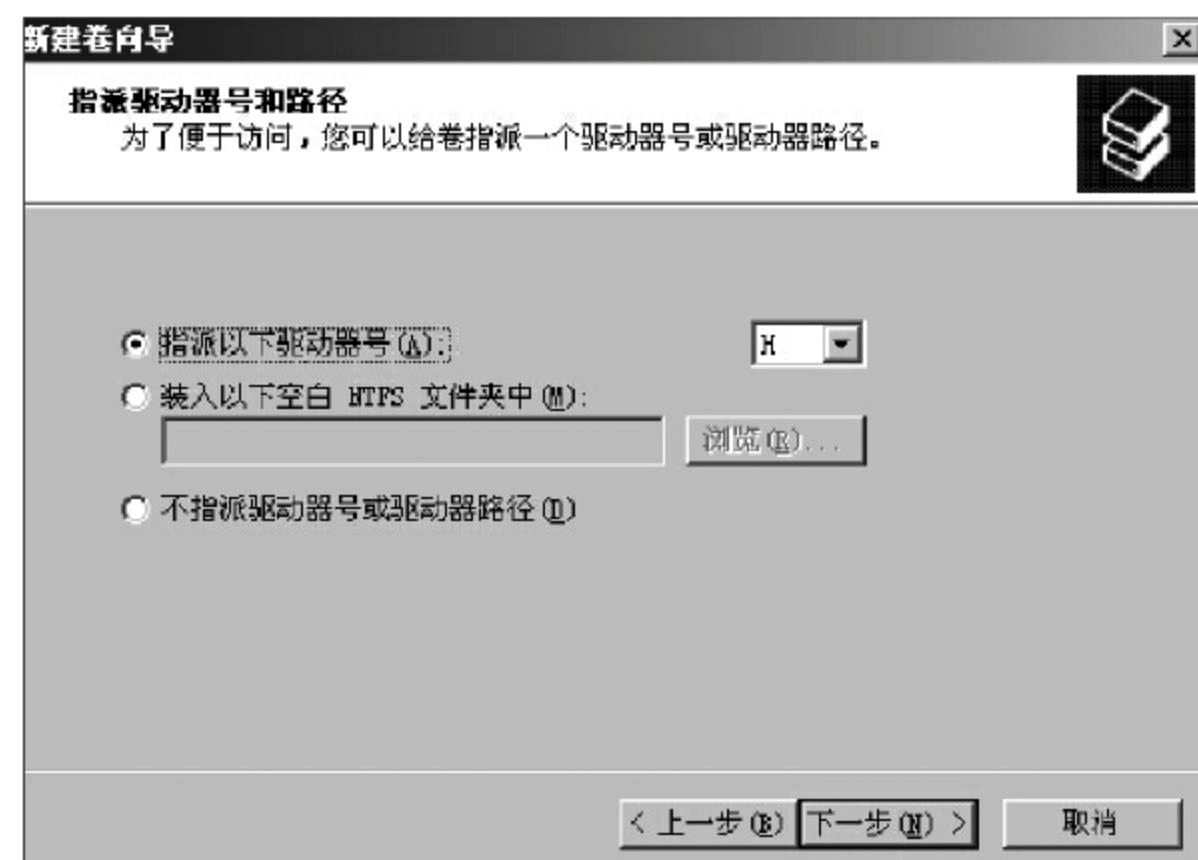 新建卷向导
指派驱动器号和路径
为了便于访问，您可以给卷指派一个驱动器号或驱动器路径。
指派以下驱动器号(A): H
装入以下空白 NTFS 文件夹中(M):
浏览(R)...
不指派驱动器号或驱动器路径(D)
< 上一步(B) 下一步(N) > 取消